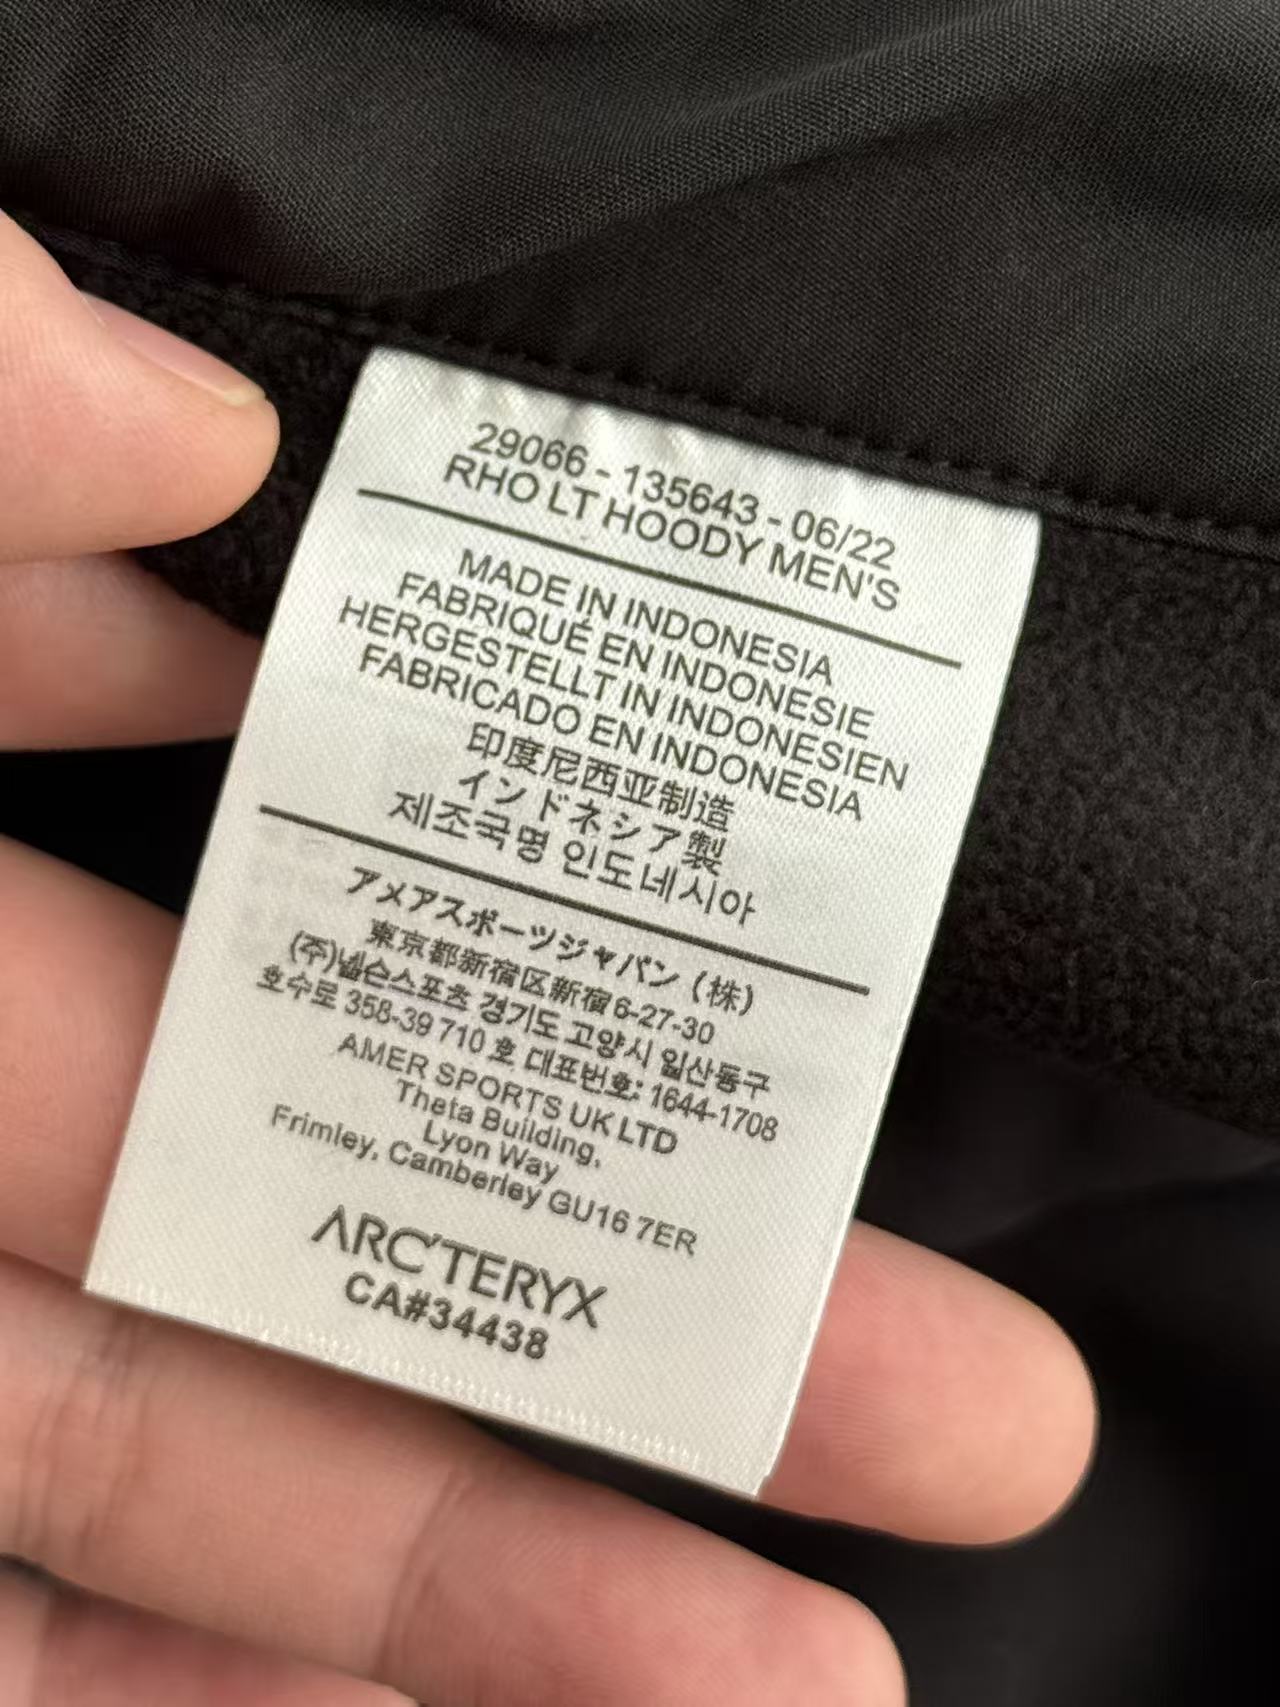 29066 - 135643 - 06/22
RHO LT HOODY MEN'S
MADE IN INDONESIA
FABRIQUÉ EN INDONESIE
HERGESTELLT IN INDONESIEN
FABRICADO EN INDONESIA
印度尼西亚制造
インドネシア製
제조국명 인도네시아
アメアスポーツジャパン（株）
東京都新宿区新宿6-27-30
(주)넬슨스포츠 경기도 고양시 일산동구
호수로 358-39 710 호 대표번호: 1644-1708
AMER SPORTS UK LTD
Theta Building,
Lyon Way
Frimley, Camberley GU16 7ER
ARC'TERYX
CA#34438